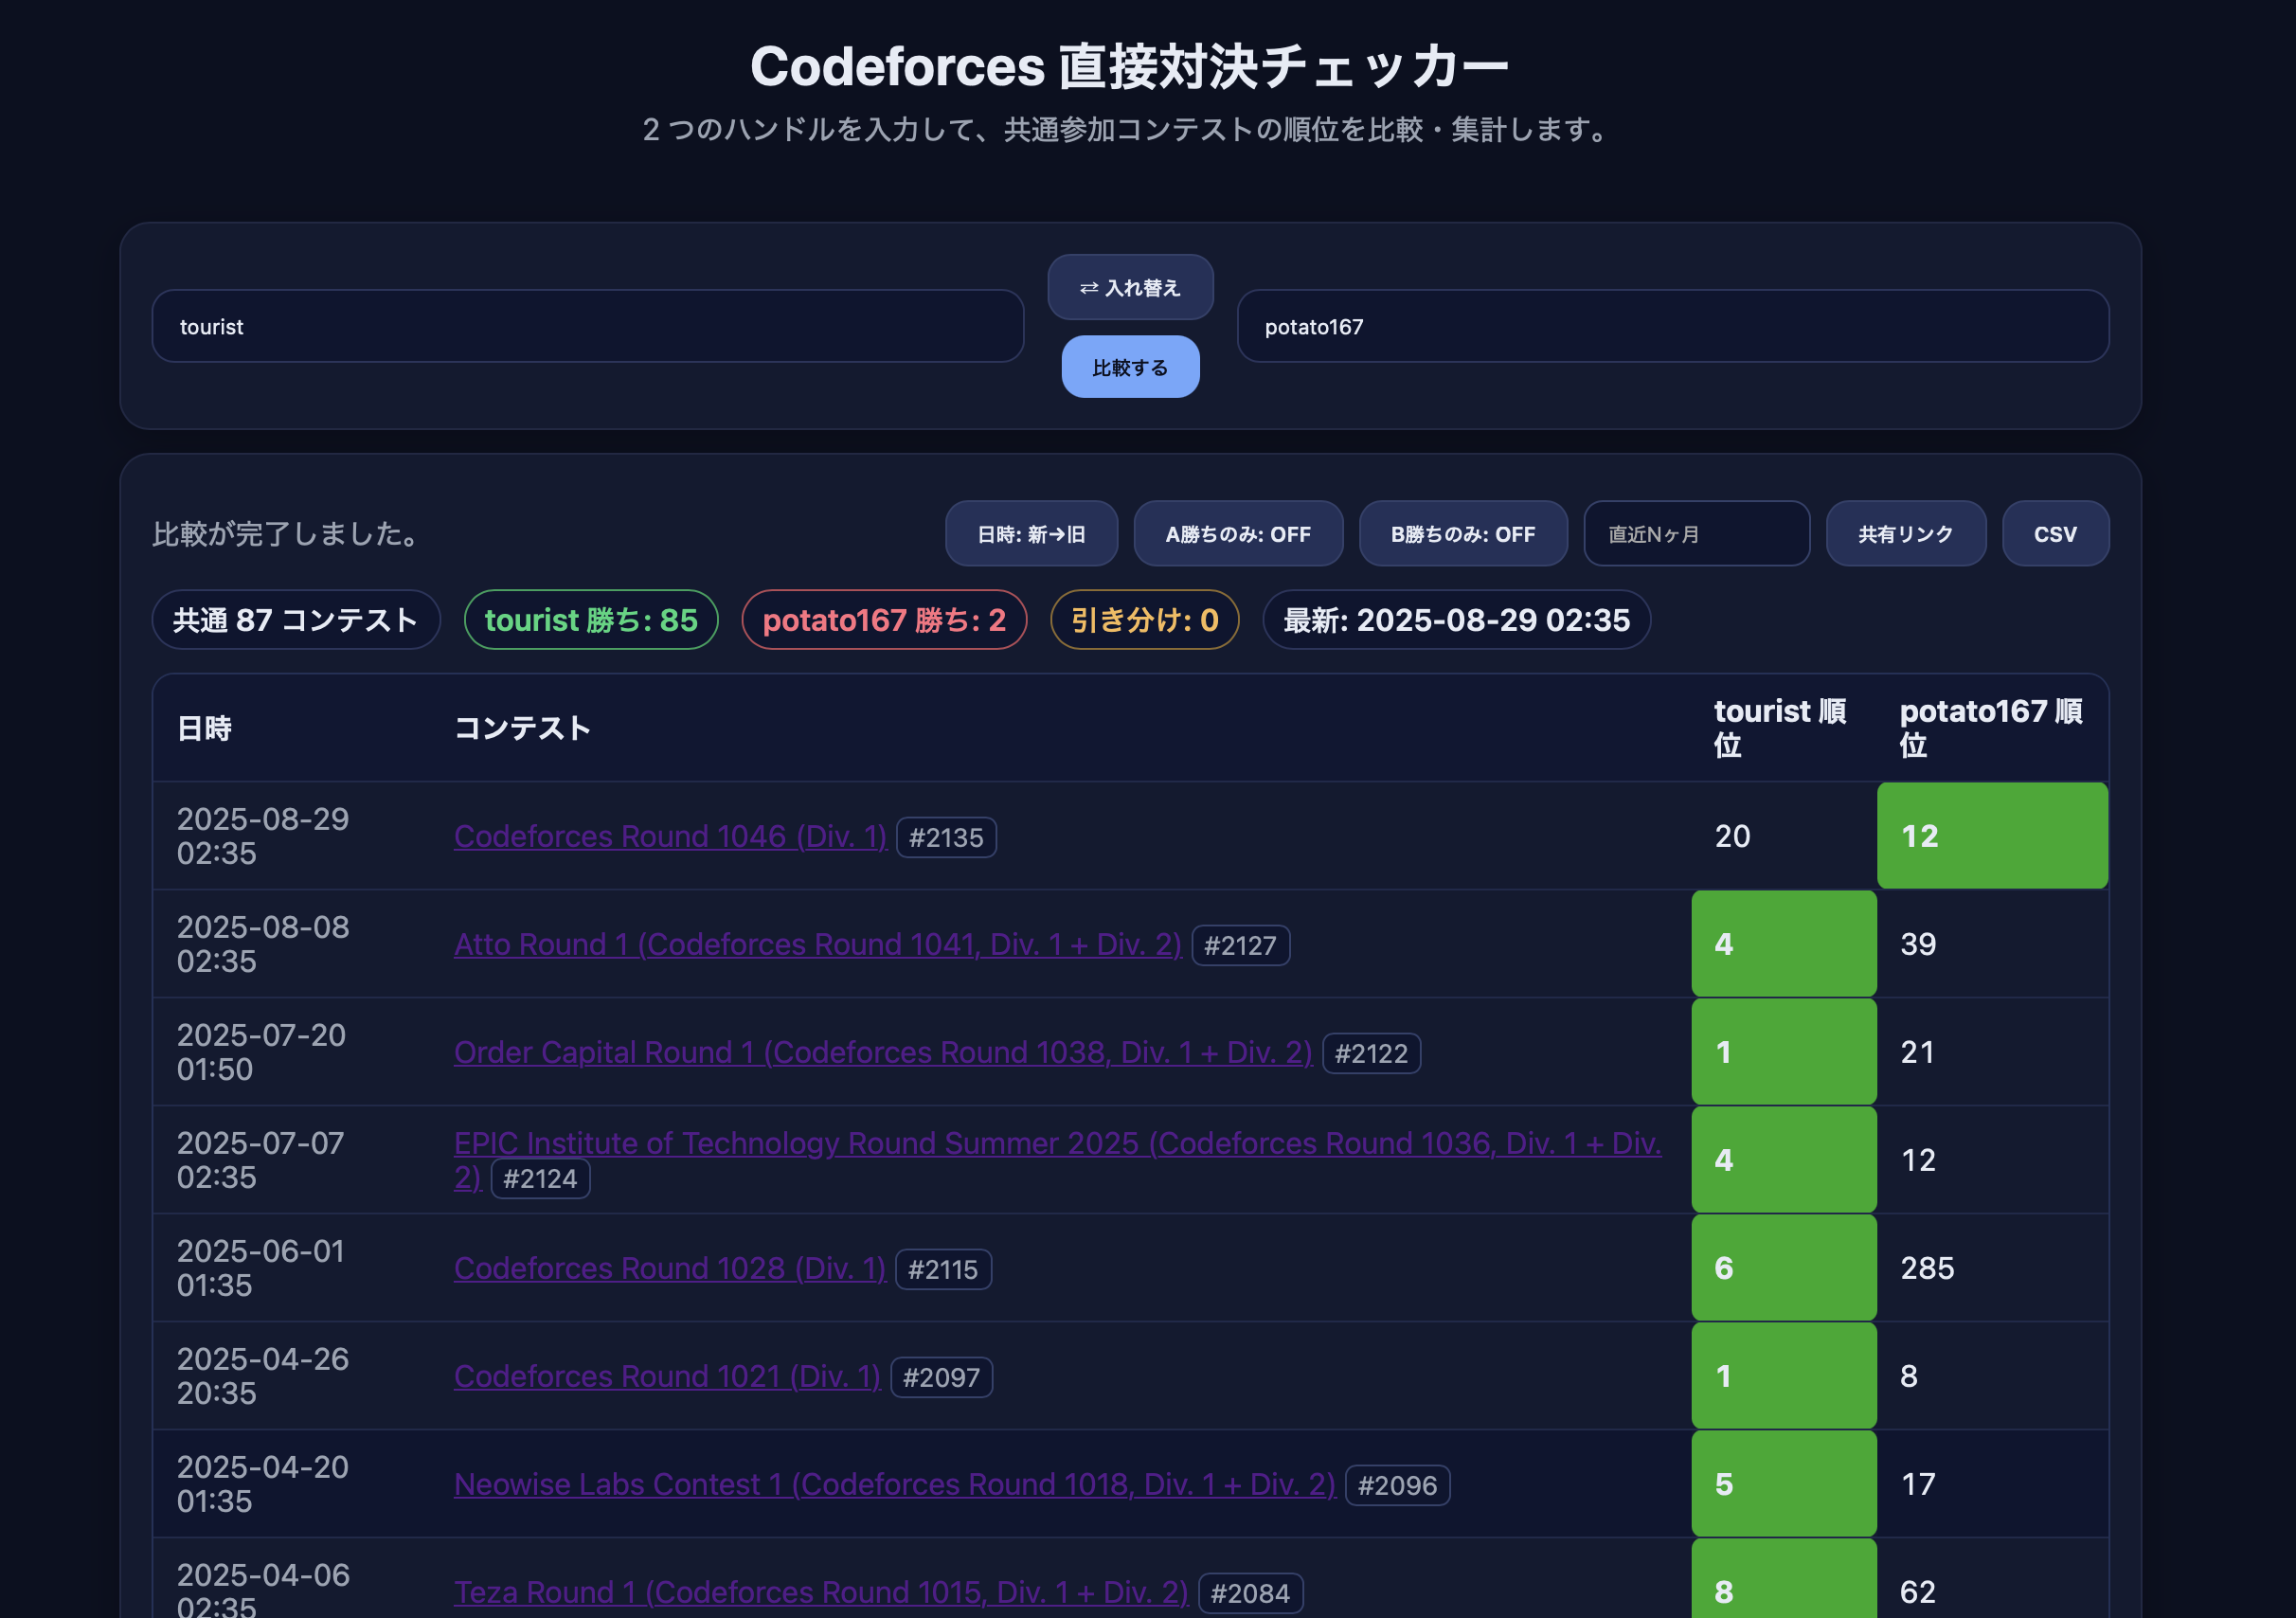 Codeforces 直接対決チェッカー
2 つのハンドルを入力して、共通参加コンテストの順位を比較・集計します。
tourist
⇄ 入れ替え
比較する
potato167
比較が完了しました。
日時: 新→旧
A勝ちのみ: OFF
B勝ちのみ: OFF
直近Nヶ月
共有リンク
CSV
共通 87 コンテスト
tourist 勝ち: 85
potato167 勝ち: 2
引き分け: 0
最新: 2025-08-29 02:35
日時
コンテスト
tourist 順
位
potato167 順
位
2025-08-29
02:35
Codeforces Round 1046 (Div. 1) #2135
20
12
2025-08-08
02:35
Atto Round 1 (Codeforces Round 1041, Div. 1 + Div. 2) #2127
4
39
2025-07-20
01:50
Order Capital Round 1 (Codeforces Round 1038, Div. 1 + Div. 2) #2122
1
21
2025-07-07
02:35
EPIC Institute of Technology Round Summer 2025 (Codeforces Round 1036, Div. 1 + Div.
2) #2124
4
12
2025-06-01
01:35
Codeforces Round 1028 (Div. 1) #2115
6
285
2025-04-26
20:35
Codeforces Round 1021 (Div. 1) #2097
1
8
2025-04-20
01:35
Neowise Labs Contest 1 (Codeforces Round 1018, Div. 1 + Div. 2) #2096
5
17
2025-04-06
02:35
Teza Round 1 (Codeforces Round 1015, Div. 1 + Div. 2) #2084
8
62